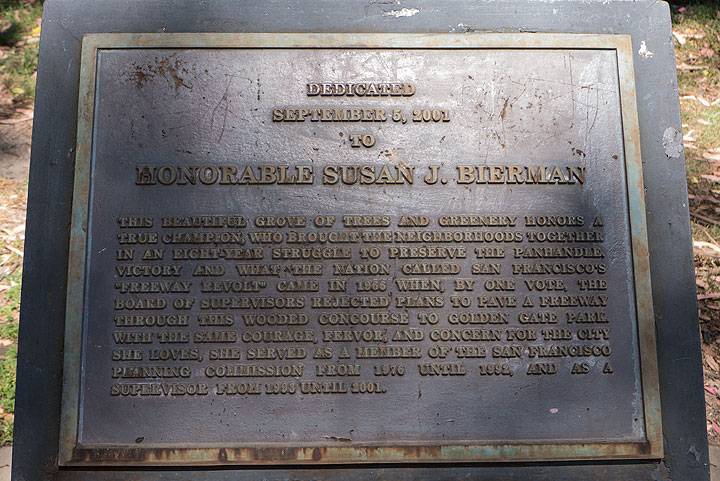 DEDICATED
SEPTEMBER 5, 2001
TO
HONORABLE SUSAN J. BIERMAN
THIS BEAUTIFUL GROVE OF TREES AND GREENERY HONORS A
TRUE CHAMPION, WHO BROUGHT THE NEIGHBORHOODS TOGETHER
IN AN EIGHT-YEAR STRUGGLE TO PRESERVE THE PANHANDLE.
VICTORY AND WHAT THE NATION CALLED SAN FRANCISCO'S
"FREEWAY REVOLT" CAME IN 1966 WHEN, BY ONE VOTE, THE
BOARD OF SUPERVISORS REJECTED PLANS TO PAVE A FREEWAY
THROUGH THIS WOODED CONCOURSE TO GOLDEN GATE PARK.
WITH THE SAME COURAGE, FERVOR, AND CONCERN FOR THE CITY
SHE LOVES, SHE SERVED AS A MEMBER OF THE SAN FRANCISCO
PLANNING COMMISSION FROM 1976 UNTIL 1992, AND AS A
SUPERVISOR FROM 1993 UNTIL 2001.